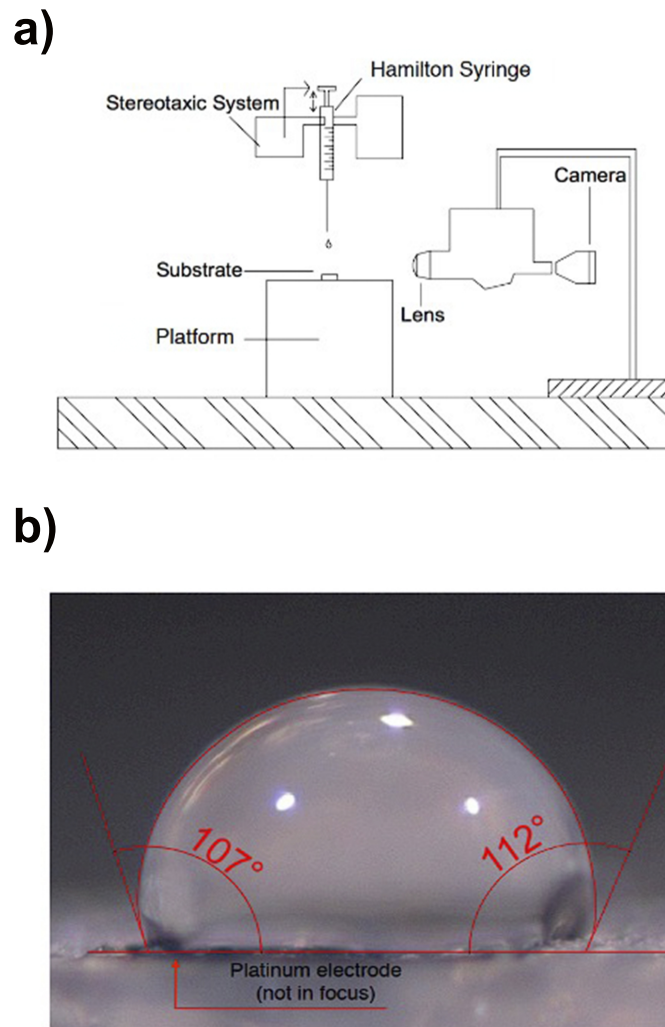 a)
Hamilton Syringe
Stereotaxic System
Camera
Substrate
Lens
Platform
b)
107°
112°
Platinum electrode
(not in focus)